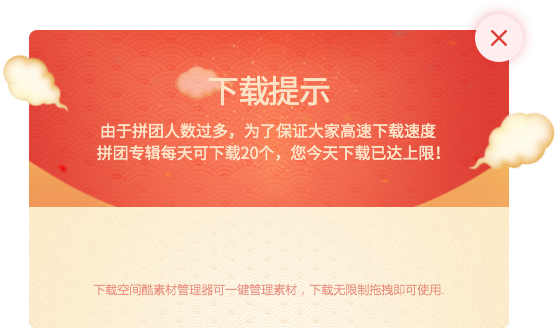 下载提示
由于拼团人数过多，为了保证大家高速下载速度
拼团专辑每天可下载20个，您今天下载已达上限！
下载空间酷素材管理器可一键管理素材，下载无限制拖拽即可使用.